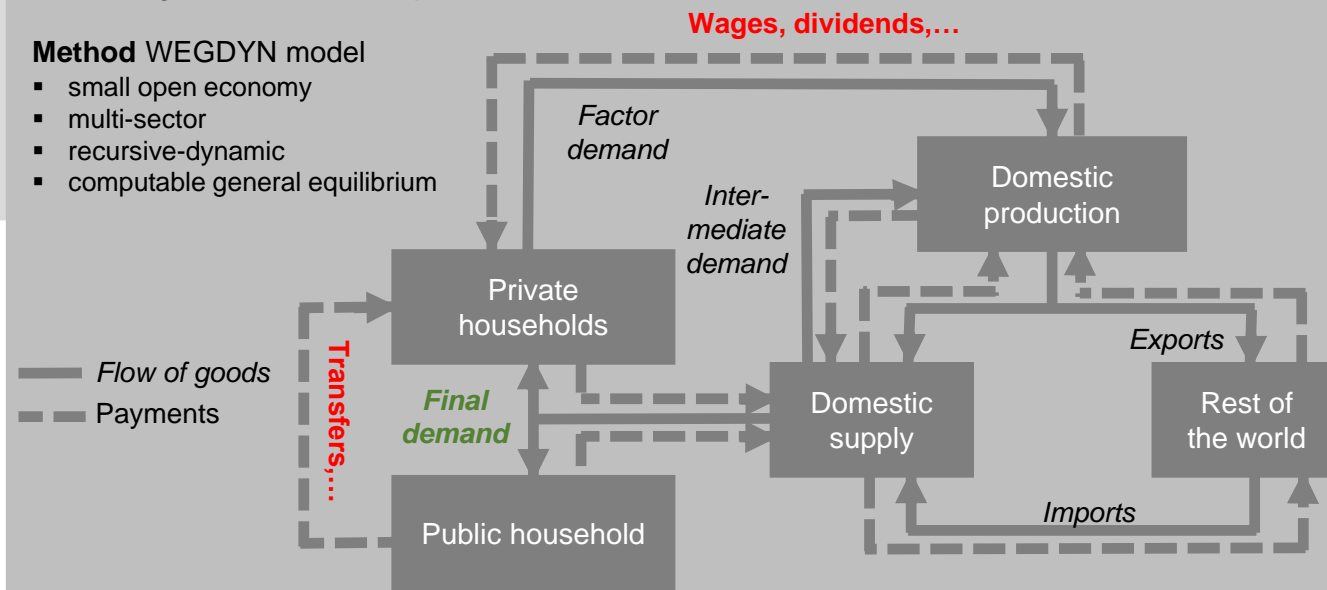 Wages, dividends,…
Method WEGDYN model
▪ small open economy
▪ multi-sector
▪ recursive-dynamic
▪ computable general equilibrium
Factor
demand
Inter-
mediate
demand
Domestic
production
Private
households
Exports
Flow of goods
Payments
Transfers,…
Final
demand
Domestic
supply
Rest of
the world
Public household
Imports